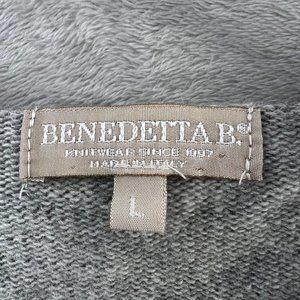 BENEDETTA B.®
KNITWEAR SINCE 1997
MADE IN ITALY
L